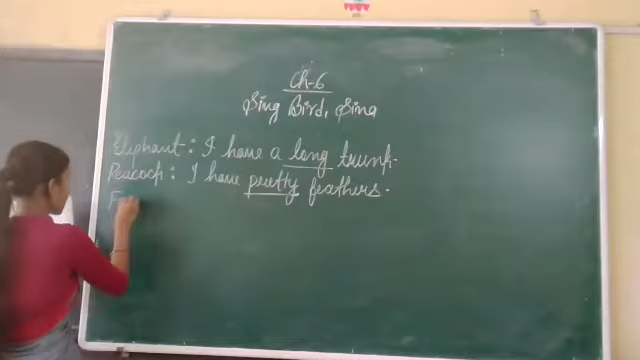 Ch-6
Sing Bird, Sing
Elephant: I have a long trunk.
Peacock: I have pretty feathers.
F